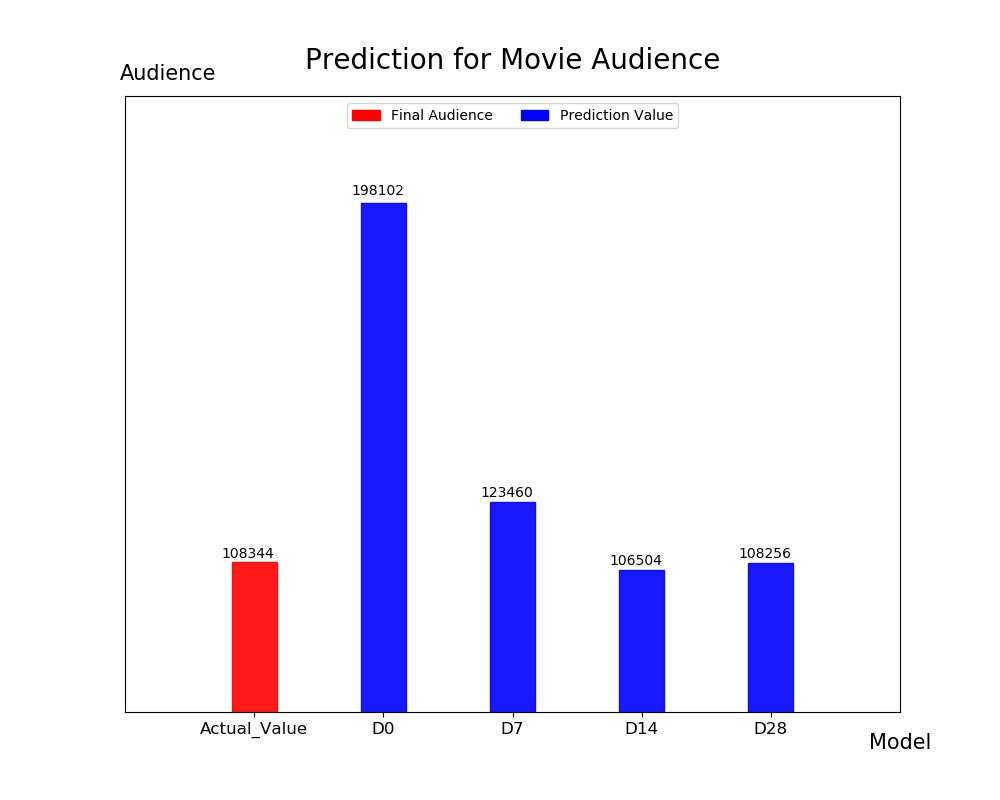 Prediction for Movie Audience
Audience
Final Audience Prediction Value
198102
123460
108344
106504
108256
Actual_Value D0 D7 D14 D28
Model